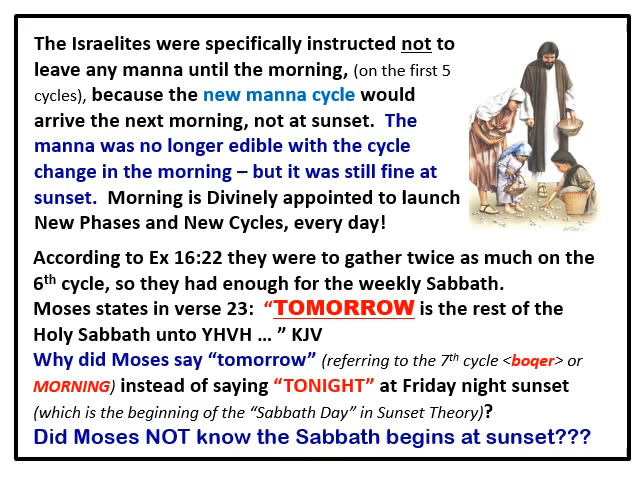 The Israelites were specifically instructed not to
leave any manna until the morning, (on the first 5
cycles), because the new manna cycle would
arrive the next morning, not at sunset.  The
manna was no longer edible with the cycle
change in the morning – but it was still fine at
sunset.  Morning is Divinely appointed to launch
New Phases and New Cycles, every day!
According to Ex 16:22 they were to gather twice as much on the
6th cycle, so they had enough for the weekly Sabbath.
Moses states in verse 23:  “TOMORROW is the rest of the
Holy Sabbath unto YHVH … ” KJV
Why did Moses say “tomorrow” (referring to the 7th cycle <boqer> or
MORNING) instead of saying “TONIGHT” at Friday night sunset
(which is the beginning of the “Sabbath Day” in Sunset Theory)?
Did Moses NOT know the Sabbath begins at sunset???